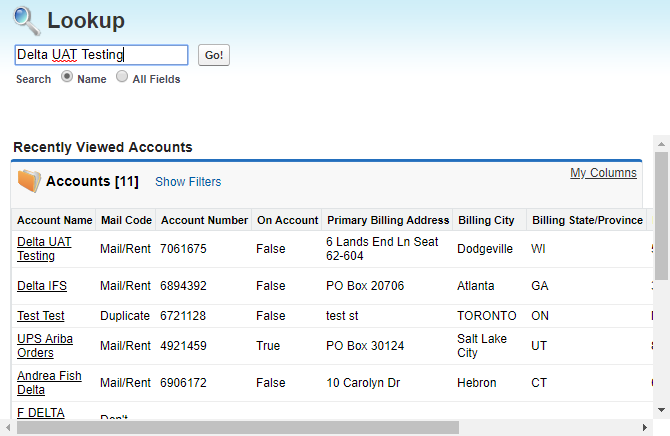 Lookup
Delta UAT Testing Go!
Search Name All Fields
Recently Viewed Accounts
Accounts [11] Show Filters My Columns
Account Name Mail Code Account Number On Account Primary Billing Address Billing City Billing State/Province
Delta UAT Testing Mail/Rent 7061675 False 6 Lands End Ln Seat 62-604 Dodgeville WI
Delta IFS Mail/Rent 6894392 False PO Box 20706 Atlanta GA
Test Test Duplicate 6721128 False test st TORONTO ON
UPS Ariba Orders Mail/Rent 4921459 True PO Box 30124 Salt Lake City UT
Andrea Fish Delta Mail/Rent 6906172 False 10 Carolyn Dr Hebron CT
F DELTA Don't